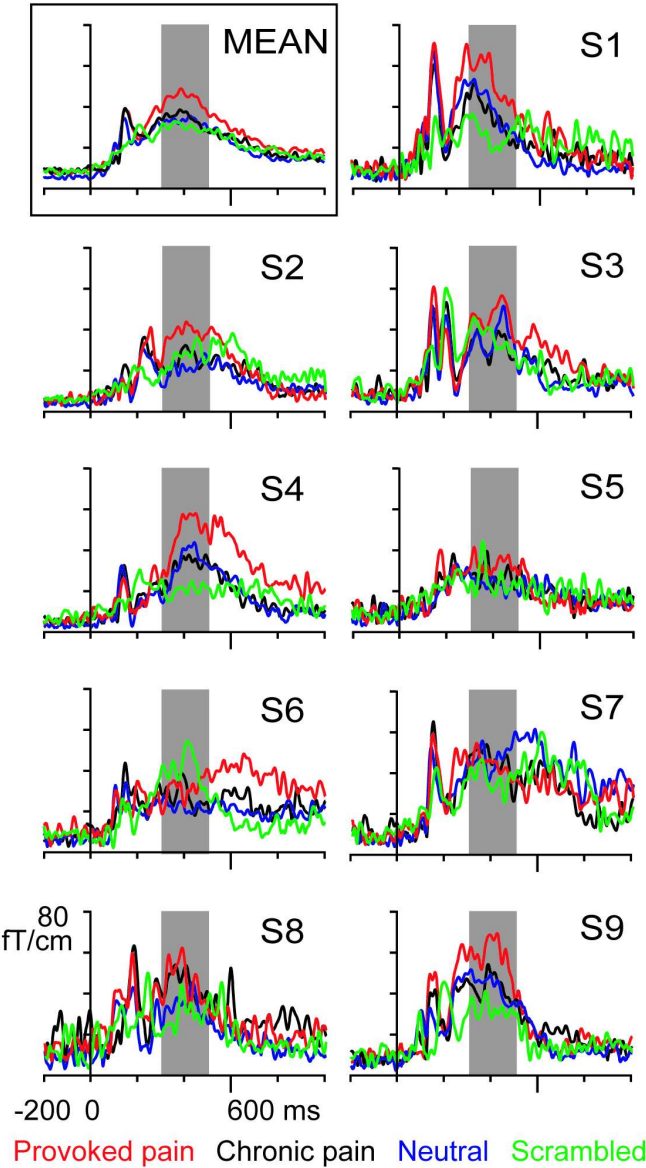 MEAN
S1
S2
S3
S4
S5
S6
S7
80
fT/cm
S8
S9
-200 0 600 ms
Provoked pain Chronic pain Neutral Scrambled